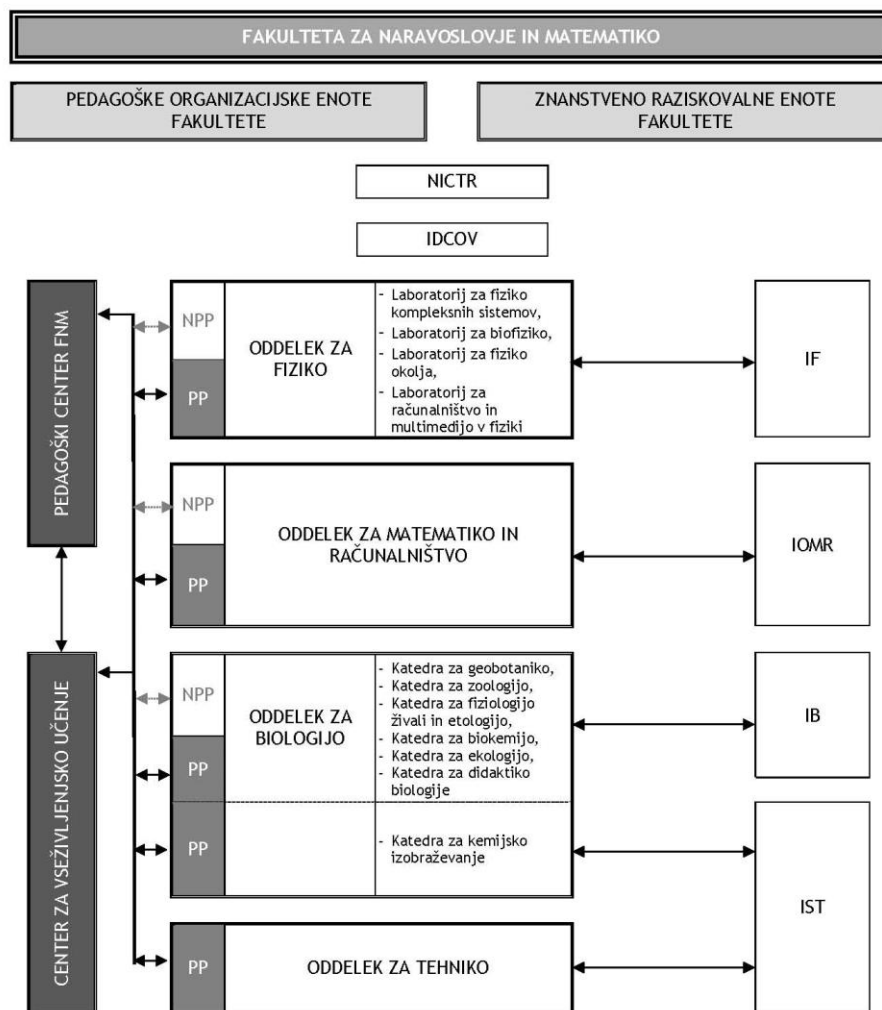 FAKULTETA ZA NARAVOSLOVJE IN MATEMATIKO
PEDAGOŠKE ORGANIZACIJSKE ENOTE
FAKULTETE
ZNANSTVENO RAZISKOVALNE ENOTE
FAKULTETE
NICTR
IDCOV
PEDAGOŠKI CENTER FNM
NPP
PP
ODDELEK ZA
FIZIKO
- Laboratorij za fiziko
kompleksnih sistemov,
- Laboratorij za biofiziko,
- Laboratorij za fiziko
okolja,
- Laboratorij za
računalništvo in
multimedijo v fiziki
IF
NPP
PP
ODDELEK ZA MATEMATIKO IN
RAČUNALNIŠTVO
IOMR
CENTER ZA VSEŽIVLJENJSKO UČENJE
NPP
PP
ODDELEK ZA
BIOLOGIJO
- Katedra za geobotaniko,
- Katedra za zoologijo,
- Katedra za fiziologijo
živali in etologijo,
- Katedra za biokemijo,
- Katedra za ekologijo,
- Katedra za didaktiko
biologije
IB
PP
- Katedra za kemijsko
izobraževanje
IST
PP
ODDELEK ZA TEHNIKO